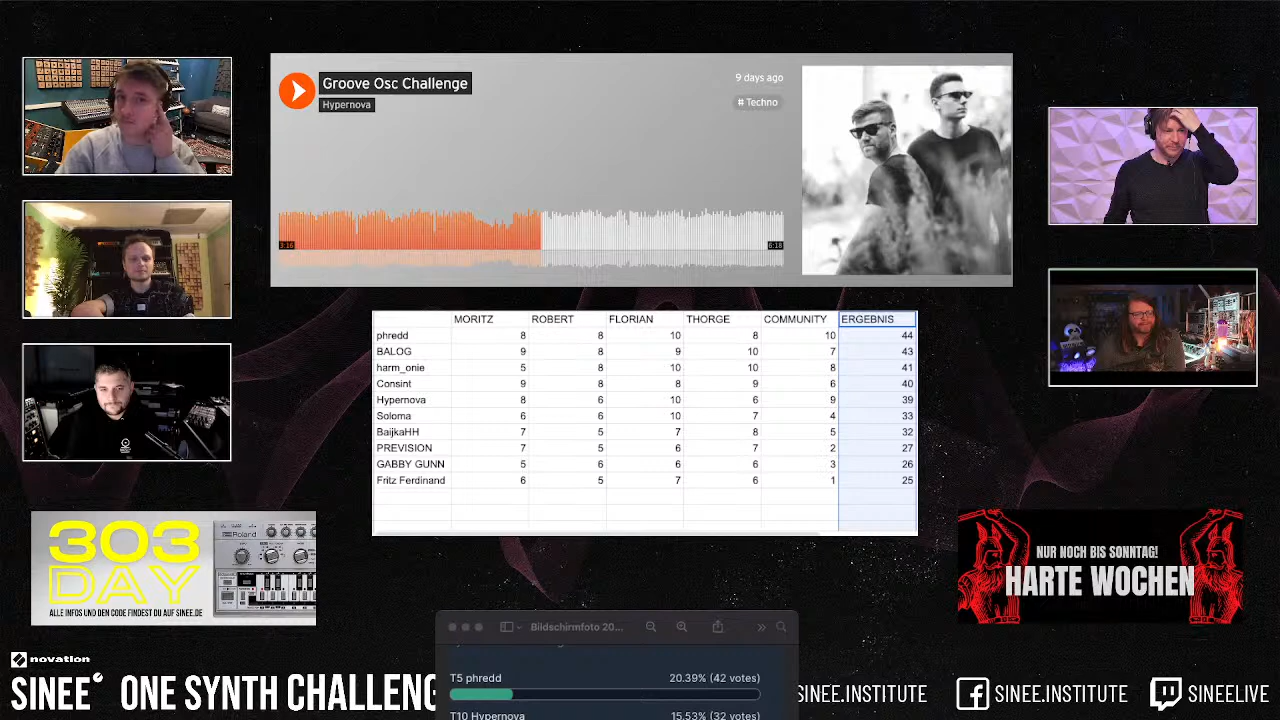 Groove Osc Challenge
Hypernova
9 days ago
# Techno
3:16
6:18
MORITZ ROBERT FLORIAN THORGE COMMUNITY ERGEBNIS
phredd 8 8 10 8 10 44
BALOG 9 8 9 10 7 43
harm_onie 5 8 10 10 8 41
Consint 9 8 8 9 6 40
Hypernova 8 6 10 6 9 39
Soloma 6 6 10 7 4 33
BaijkaHH 7 5 7 8 5 32
PREVISION 7 5 6 7 2 27
GABBY GUNN 5 6 6 6 3 26
Fritz Ferdinand 6 5 7 6 1 25
303
DAY
ALLE INFOS UND DEN CODE FINDEST DU AUF SINEE.DE
Roland
NUR NOCH BIS SONNTAG!
HARTE WOCHEN
Bildschirmfoto 20...
T5 phredd 20.39% (42 votes)
T10 Hypernova 15.53% (32 votes)
novation
SINEE ONE SYNTH CHALLENG
SINEE.INSTITUTE
SINEE.INSTITUTE
SINEELIVE